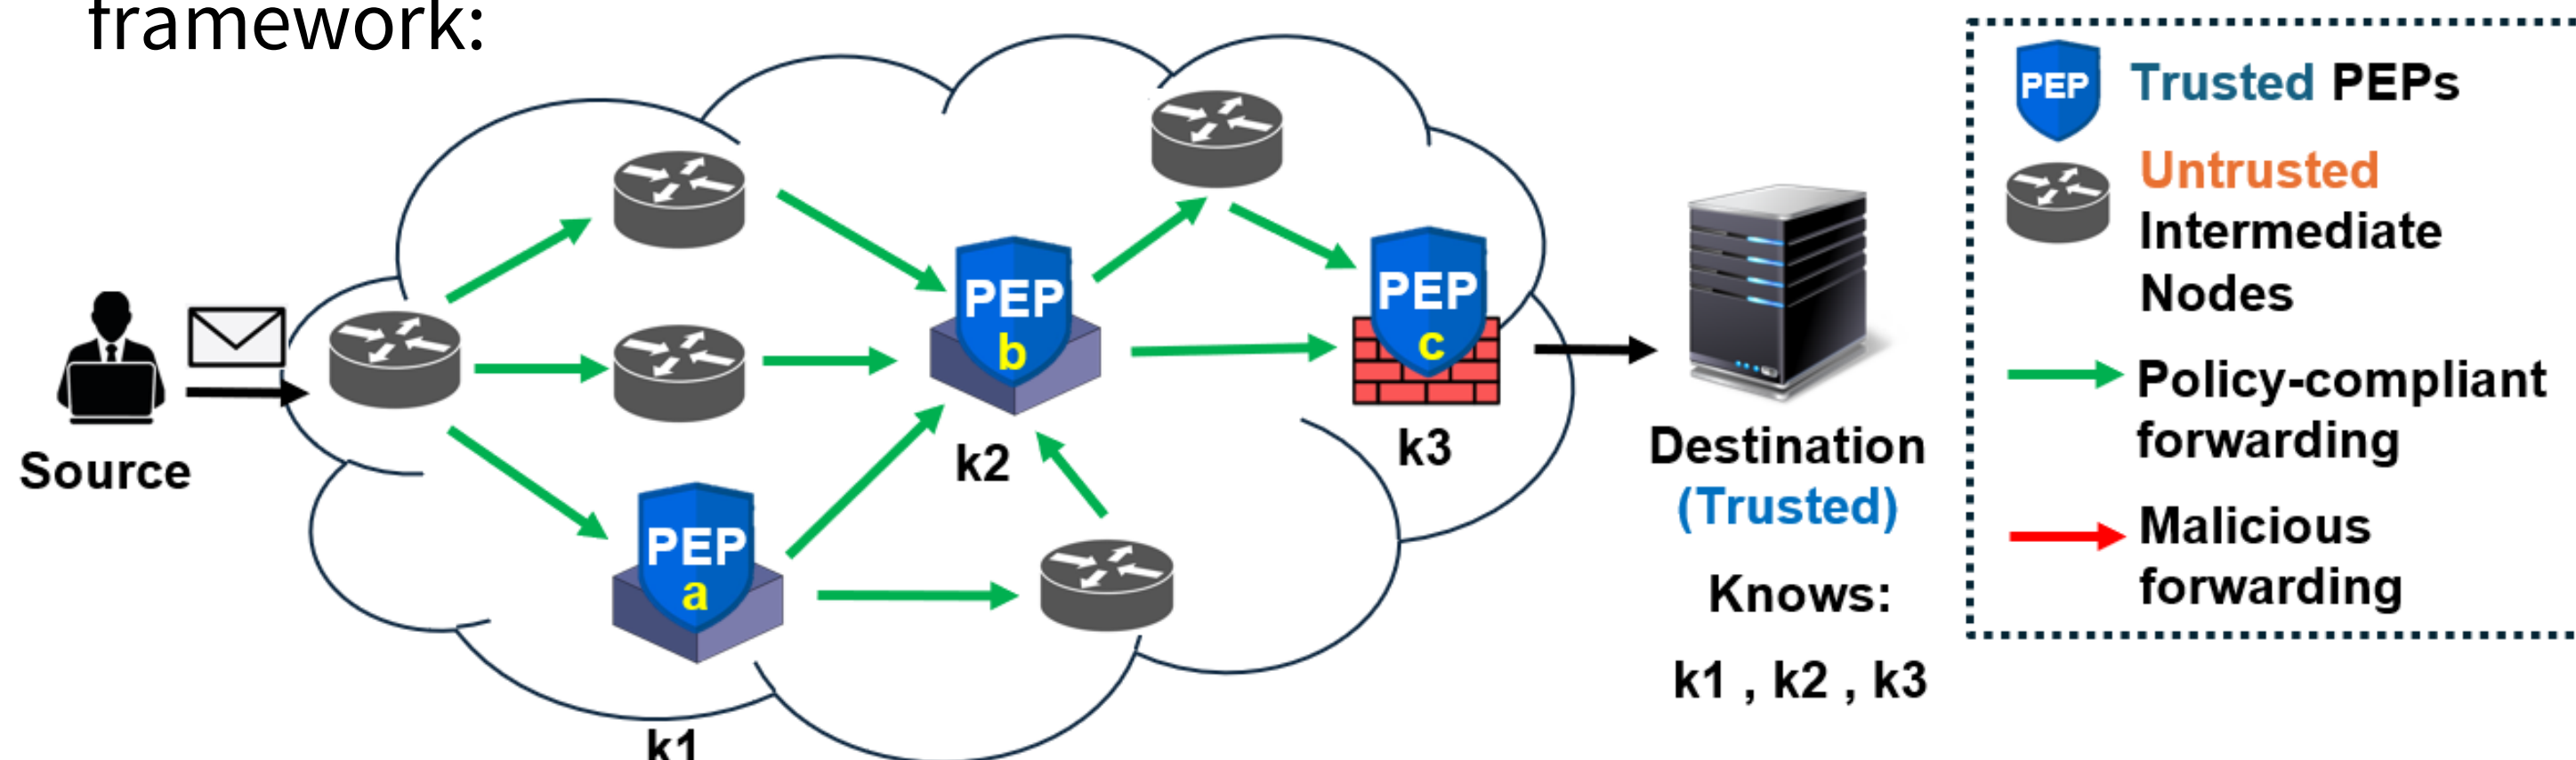 framework:
Source
PEP
a
k1
PEP
b
k2
PEP
c
k3
Destination
(Trusted)
Knows:
k1 , k2 , k3
PEP
Trusted PEPs
Untrusted
Intermediate
Nodes
Policy-compliant
forwarding
Malicious
forwarding